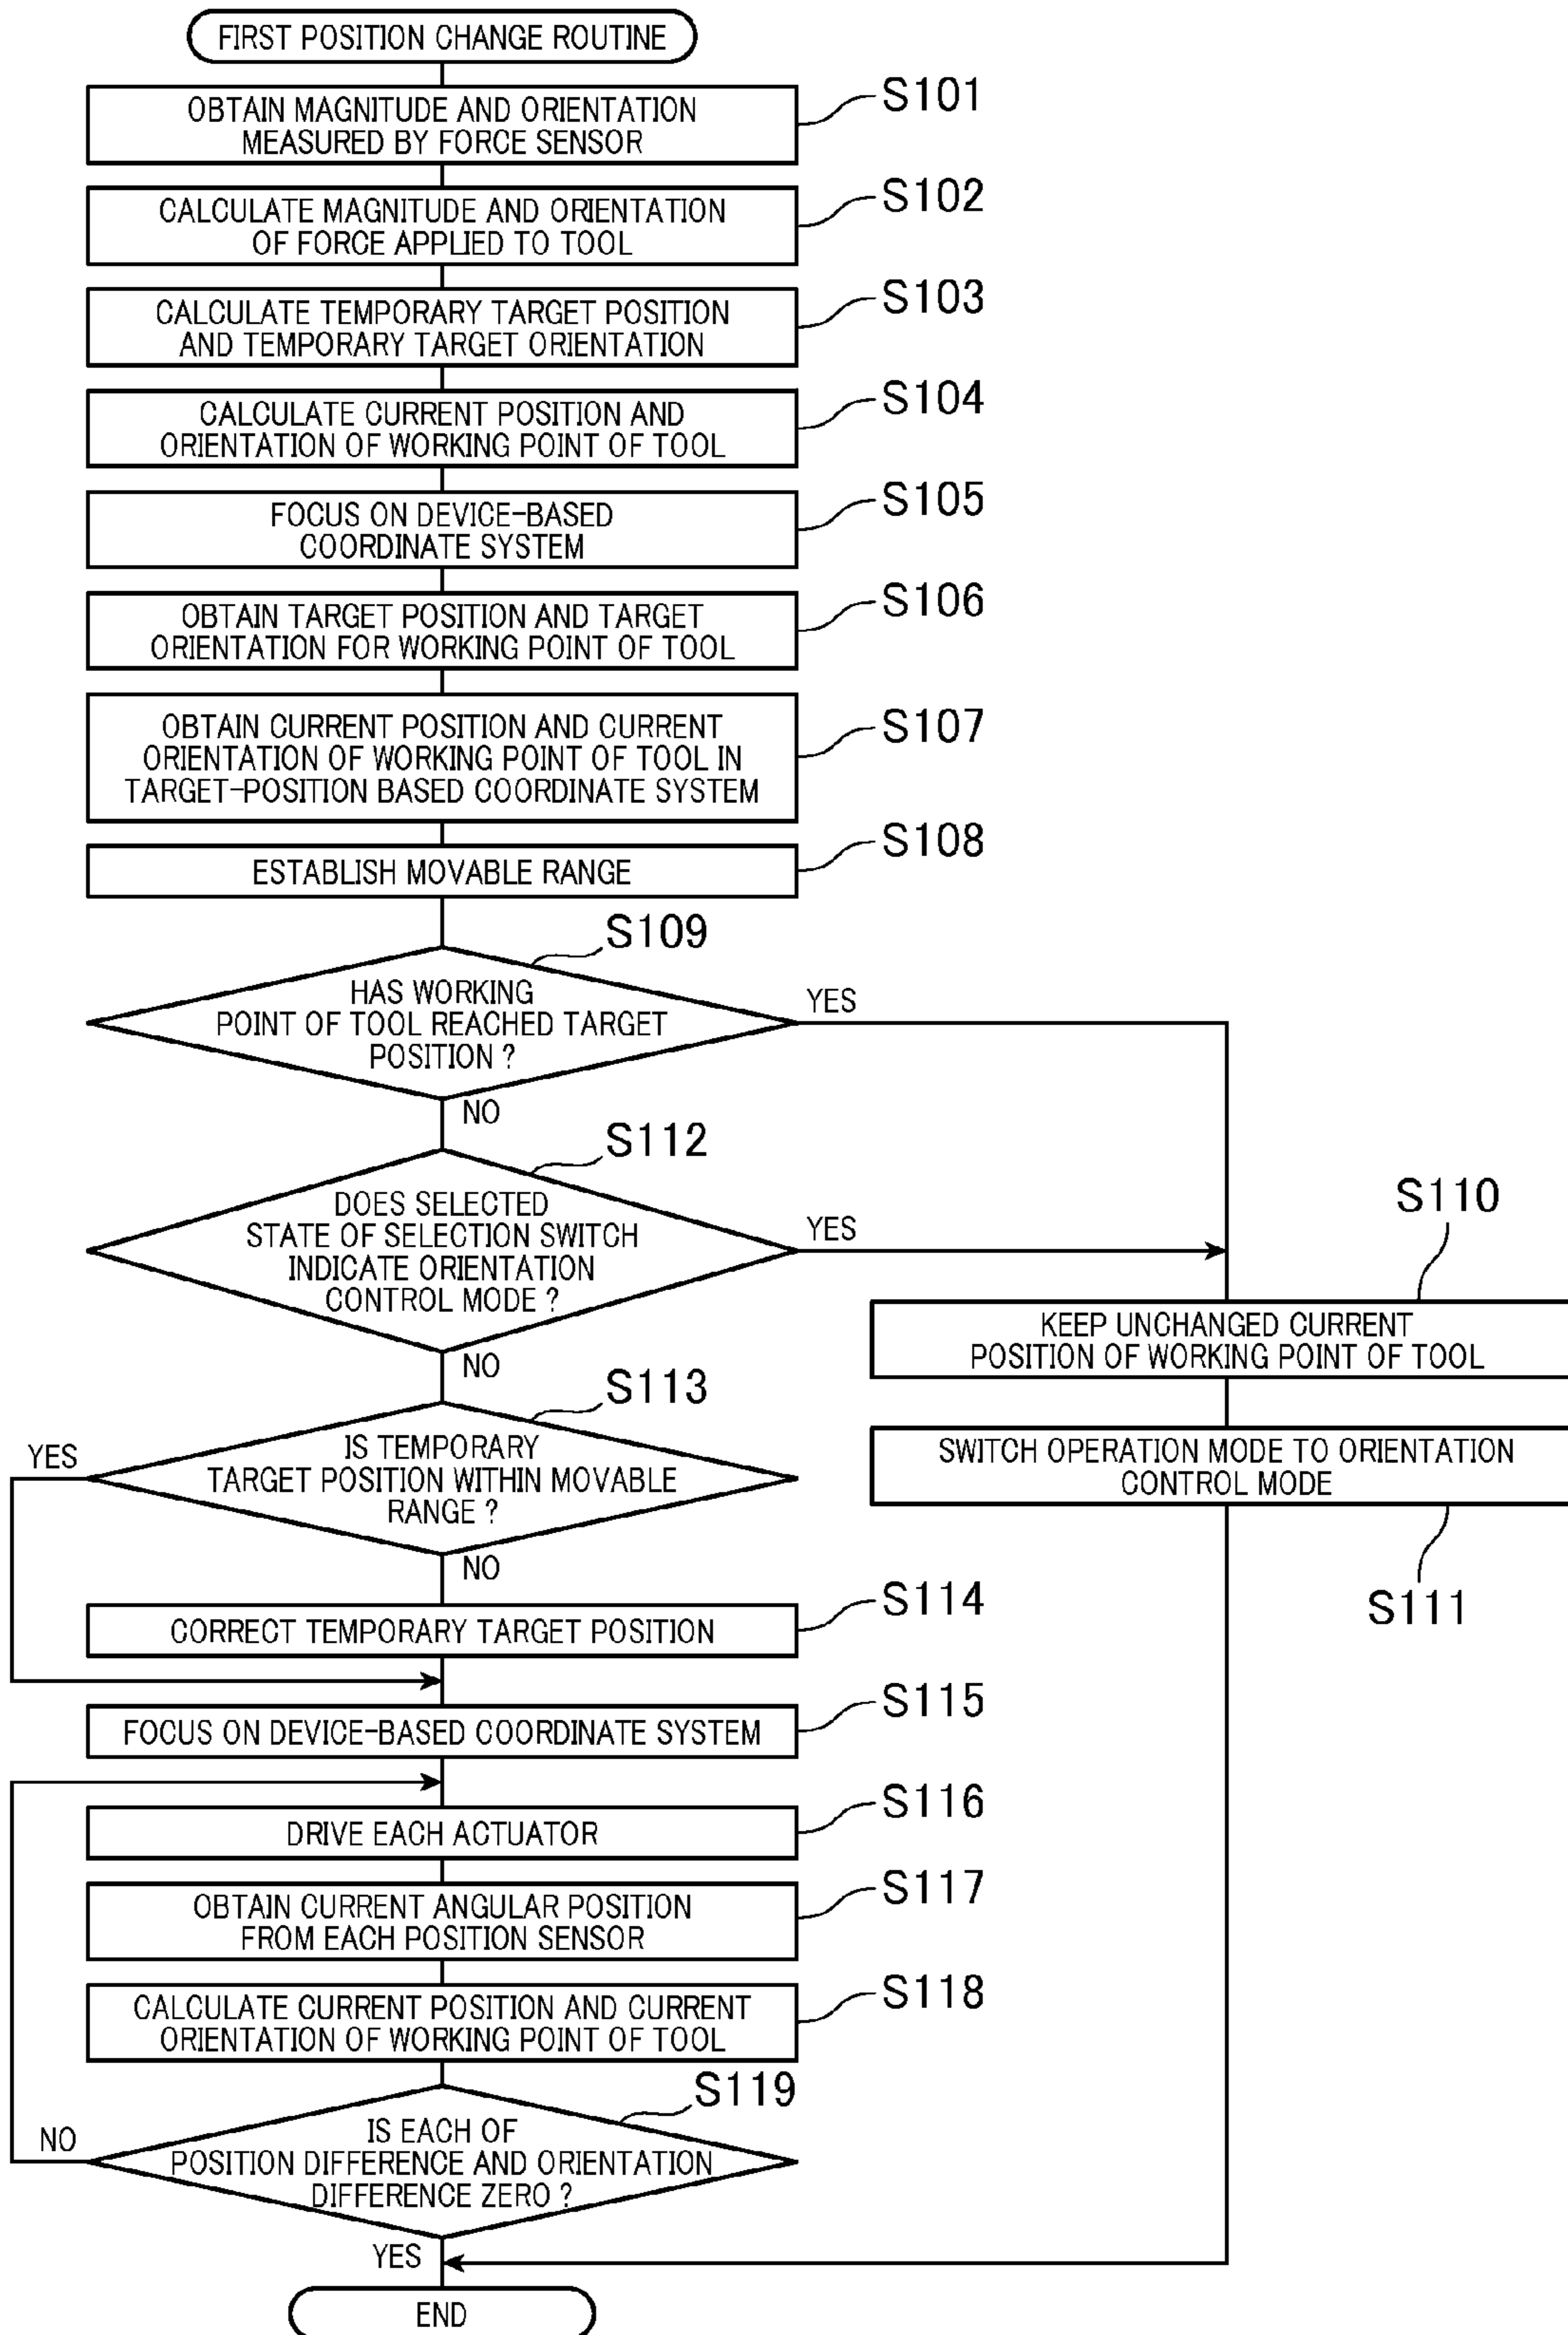 FIRST POSITION CHANGE ROUTINE
S101
OBTAIN MAGNITUDE AND ORIENTATION
MEASURED BY FORCE SENSOR
S102
CALCULATE MAGNITUDE AND ORIENTATION
OF FORCE APPLIED TO TOOL
S103
CALCULATE TEMPORARY TARGET POSITION
AND TEMPORARY TARGET ORIENTATION
S104
CALCULATE CURRENT POSITION AND
ORIENTATION OF WORKING POINT OF TOOL
S105
FOCUS ON DEVICE-BASED
COORDINATE SYSTEM
S106
OBTAIN TARGET POSITION AND TARGET
ORIENTATION FOR WORKING POINT OF TOOL
S107
OBTAIN CURRENT POSITION AND CURRENT
ORIENTATION OF WORKING POINT OF TOOL IN
TARGET-POSITION BASED COORDINATE SYSTEM
S108
ESTABLISH MOVABLE RANGE
S109
HAS WORKING
POINT OF TOOL REACHED TARGET
POSITION ?
YES
NO
S112
DOES SELECTED
STATE OF SELECTION SWITCH
INDICATE ORIENTATION
CONTROL MODE ?
YES
NO
S110
KEEP UNCHANGED CURRENT
POSITION OF WORKING POINT OF TOOL
SWITCH OPERATION MODE TO ORIENTATION
CONTROL MODE
S111
S113
IS TEMPORARY
TARGET POSITION WITHIN MOVABLE
RANGE ?
YES
NO
S114
CORRECT TEMPORARY TARGET POSITION
S115
FOCUS ON DEVICE-BASED COORDINATE SYSTEM
S116
DRIVE EACH ACTUATOR
S117
OBTAIN CURRENT ANGULAR POSITION
FROM EACH POSITION SENSOR
S118
CALCULATE CURRENT POSITION AND CURRENT
ORIENTATION OF WORKING POINT OF TOOL
S119
IS EACH OF
POSITION DIFFERENCE AND ORIENTATION
DIFFERENCE ZERO ?
NO
YES
END